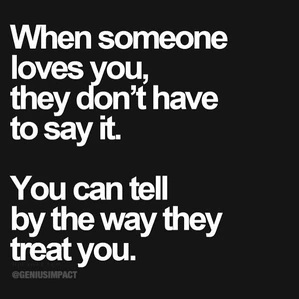 When someone
loves you,
they don't have
to say it.
You can tell
by the way they
treat you.
@GENIUSIMPACT